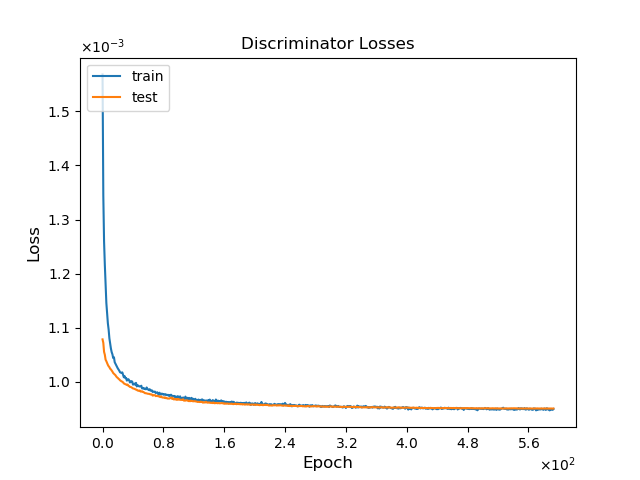 Discriminator Losses
×10⁻³
train
test
1.5
1.4
1.3
1.2
1.1
1.0
Loss
0.0 0.8 1.6 2.4 3.2 4.0 4.8 5.6
Epoch
×10²